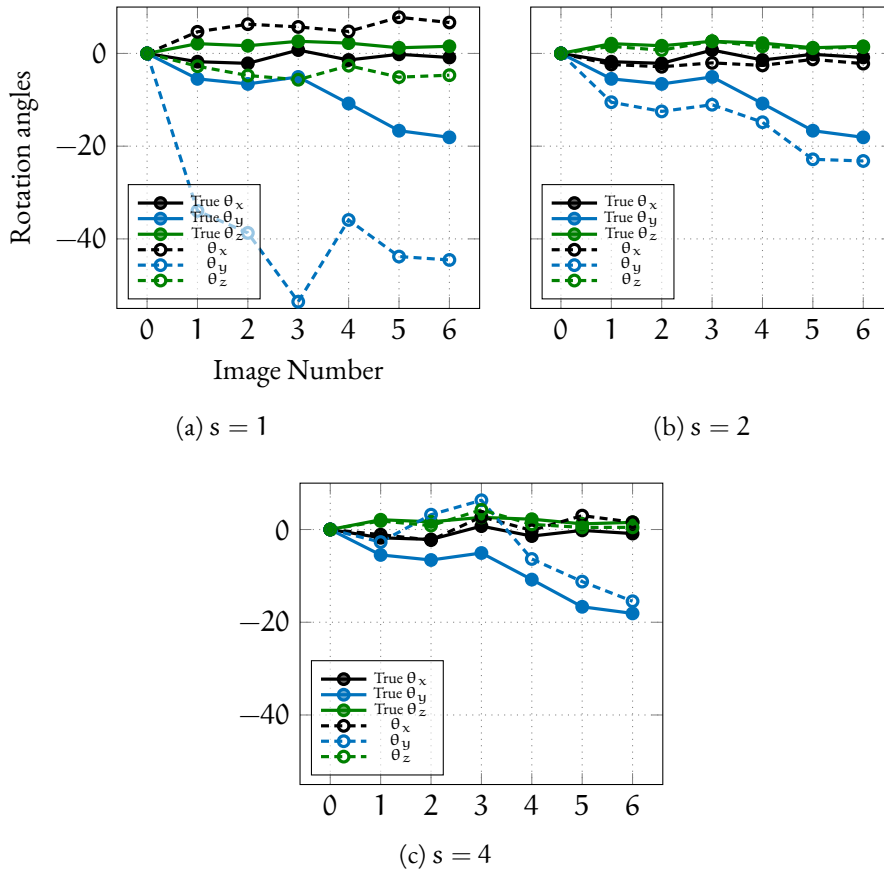 0
−20
−40
Rotation angles
True θx
True θy
True θz
θx
θy
θz
0 1 2 3 4 5 6
Image Number
(a) s = 1
0
−20
−40
True θx
True θy
True θz
θx
θy
θz
0 1 2 3 4 5 6
(b) s = 2
0
−20
−40
True θx
True θy
True θz
θx
θy
θz
0 1 2 3 4 5 6
(c) s = 4